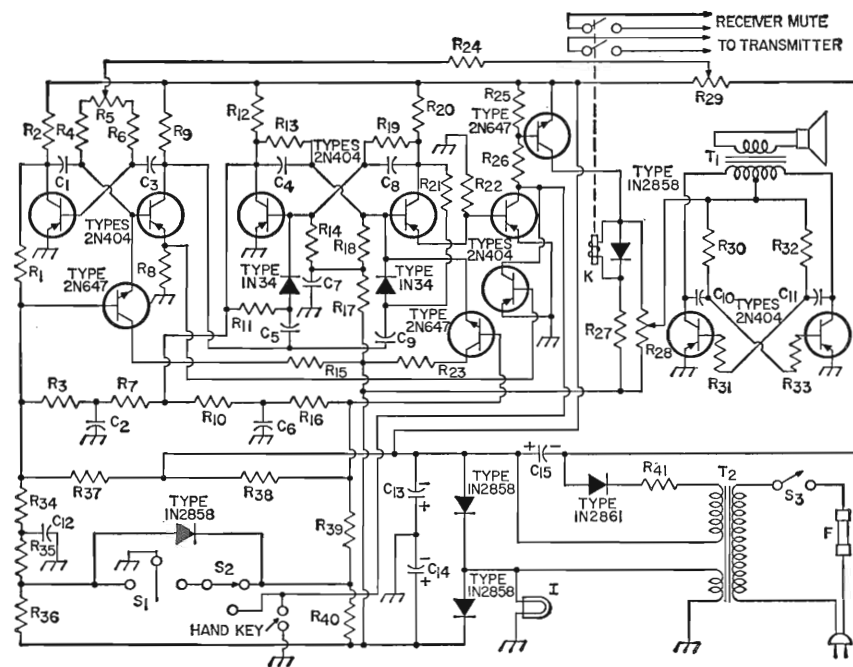 RECEIVER MUTE
TO TRANSMITTER
R24
R29
R2
R4
R5
R6
R9
R12
R13
R19
R20
R25
TYPE
2N647
R26
TYPES
2N404
C1
C3
C4
C8
R21
R22
T1
TYPE
1N2858
TYPES
2N404
R8
TYPE
2N647
R1
R14
R18
TYPE
1N34
C7
TYPE
1N34
R17
TYPES
2N404
K
R30
R32
C10
C11
TYPES
2N404
R11
C5
C9
TYPE
2N647
R27
R28
R31
R33
R15
R23
R3
R7
R10
R16
C2
C6
R37
R38
C13
TYPE
1N2858
C15
TYPE
1N2861
R41
T2
S3
F
R34
C12
R35
TYPE
1N2858
R39
S1
S2
C14
TYPE
1N2858
I
R36
HAND KEY
R40
+ -
-
+
+
-